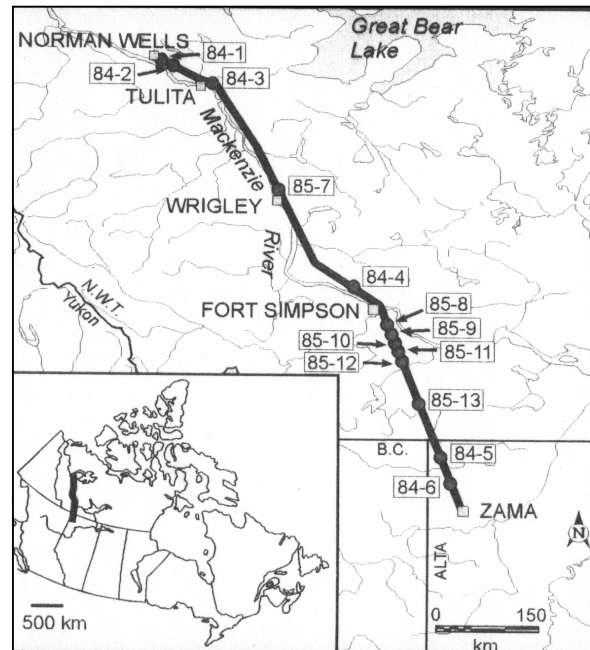 Great Bear
Lake
NORMAN WELLS
84-1
84-2
84-3
TULITA
Mackenzie
85-7
WRIGLEY
River
84-4
N.W.T.
Yukon
FORT SIMPSON
85-8
85-9
85-10
85-11
85-12
85-13
B.C.
84-5
84-6
ZAMA
N
ALTA
500 km
0 150
km